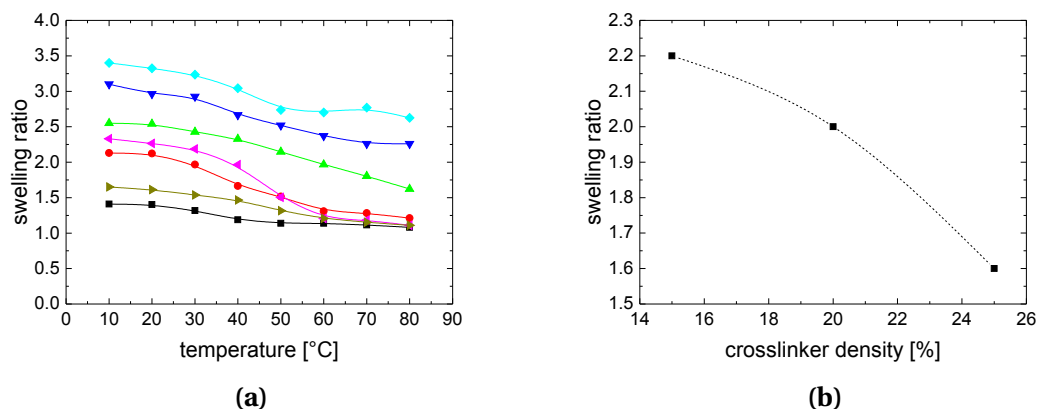 4.0
3.5
3.0
2.5
2.0
1.5
1.0
0.5
0.0
swelling ratio
0 10 20 30 40 50 60 70 80 90
temperature [°C]
(a)
2.3
2.2
2.1
2.0
1.9
1.8
1.7
1.6
1.5
swelling ratio
14 16 18 20 22 24 26
crosslinker density [%]
(b)